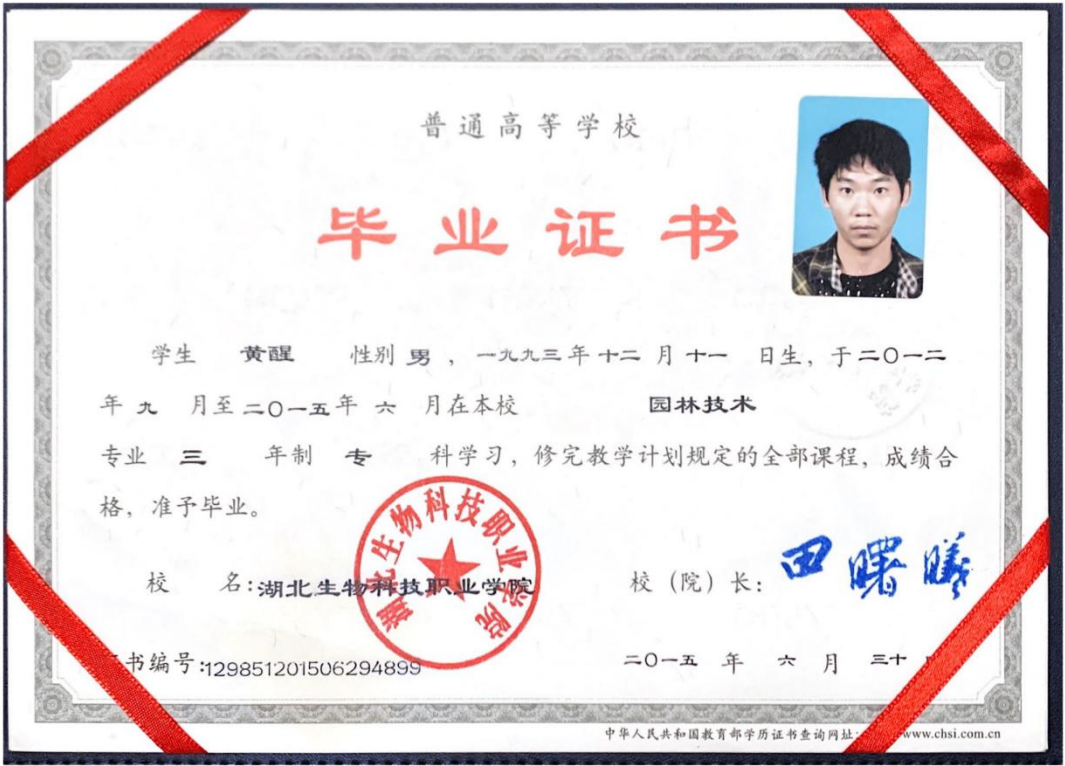 普通高等学校
毕业证书
学生 黄醒 性别 男 ，一九九三年十二月十一日生，于二〇一二
年九月至二〇一五年六月在本校 园林技术
专业 三 年制 专 科学习，修完教学计划规定的全部课程，成绩合
格，准予毕业。
湖北生物科技职业学院
校 名：湖北生物科技职业学院 校（院）长：田曙曦
书编号：129851201506294899 二〇一五年六月三十
中华人民共和国教育部学历证书查询网址：www.chsi.com.cn